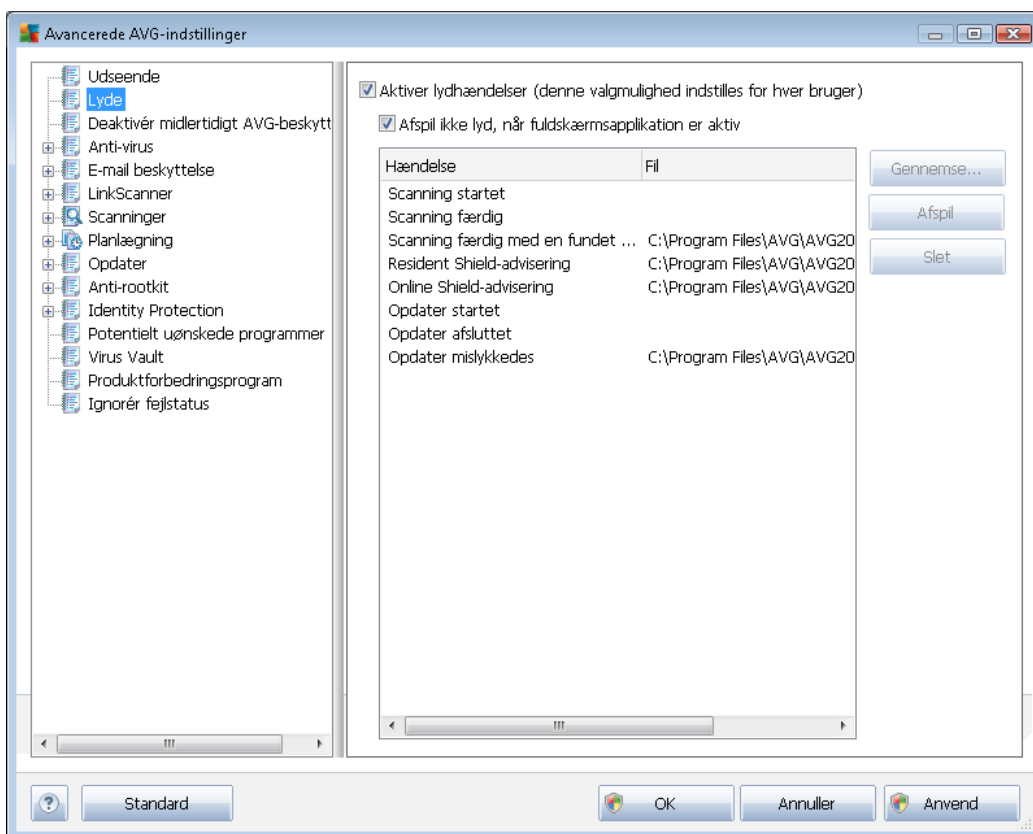 Avancerede AVG-indstillinger
Udseende
Lyde
Deaktivér midlertidigt AVG-beskytt
Anti-virus
E-mail beskyttelse
LinkScanner
Scanninger
Planlægning
Opdater
Anti-rootkit
Identity Protection
Potentielt uønskede programmer
Virus Vault
Produktforbedringsprogram
Ignorér fejlstatus
Aktiver lydhændelser (denne valgmulighed indstilles for hver bruger)
Afspil ikke lyd, når fuldskærmsapplikation er aktiv
Hændelse Fil
Scanning startet
Scanning færdig
Scanning færdig med en fundet ... C:\Program Files\AVG\AVG20
Resident Shield-advisering C:\Program Files\AVG\AVG20
Online Shield-advisering C:\Program Files\AVG\AVG20
Opdater startet
Opdater afsluttet
Opdater mislykkedes C:\Program Files\AVG\AVG20
Gennemse...
Afspil
Slet
? Standard OK Annuller Anvend